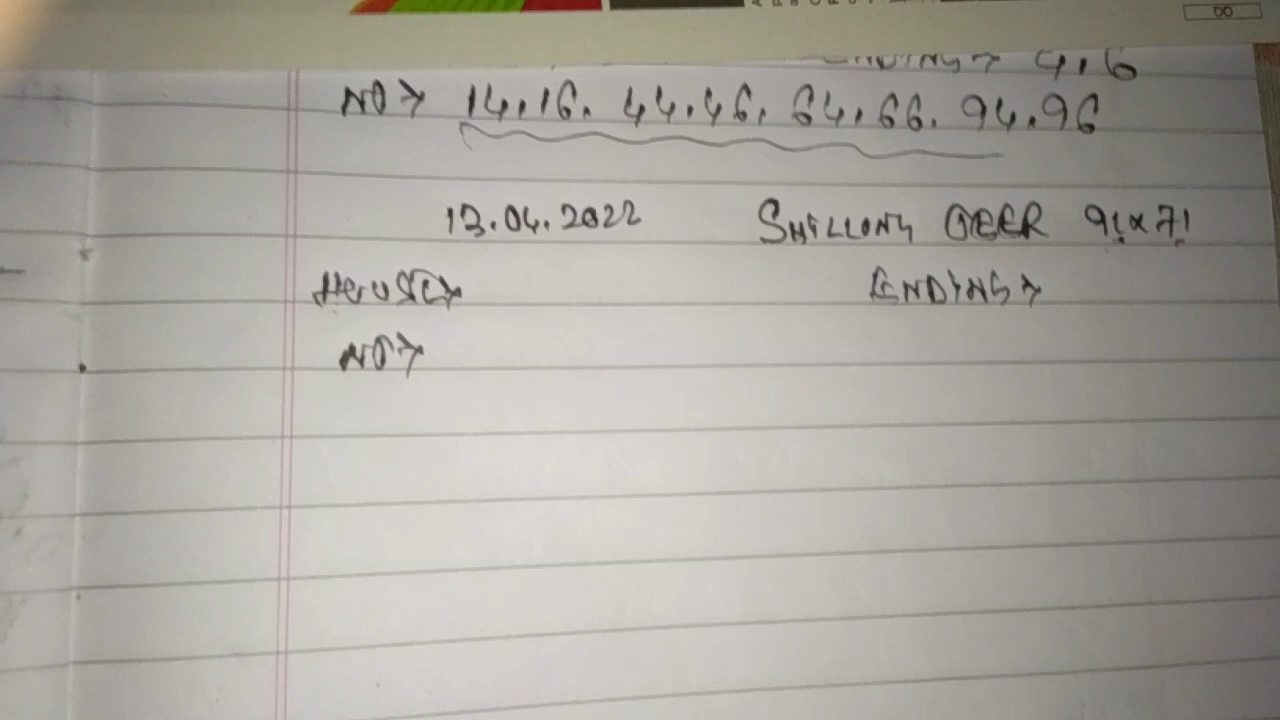 ENDING> 4,6
NO> 14.16. 44.46. 64.66. 94.96
13.04.2022 SHILLONG TEER 91x71
HOUSE> ENDING>
NO>